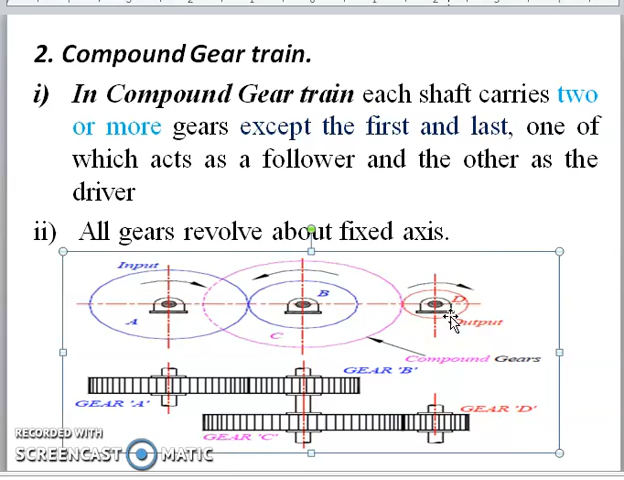 2. Compound Gear train.
i) In Compound Gear train each shaft carries two
or more gears except the first and last, one of
which acts as a follower and the other as the
driver
ii) All gears revolve about fixed axis.
Input
B
D
A
Output
C
Compound Gears
GEAR 'B'
GEAR 'A'
GEAR 'D'
GEAR 'C'
RECORDED WITH
SCREENCAST MATIC